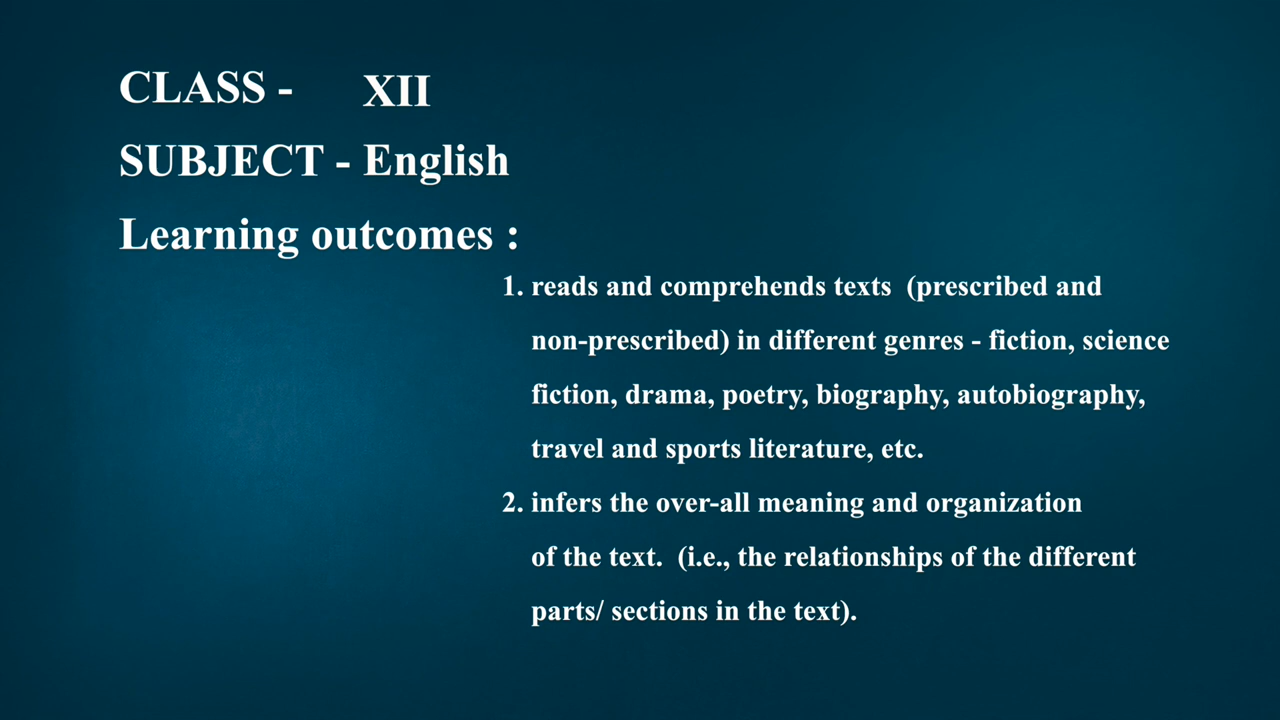 CLASS - XII
SUBJECT - English
Learning outcomes :
1. reads and comprehends texts (prescribed and
non-prescribed) in different genres - fiction, science
fiction, drama, poetry, biography, autobiography,
travel and sports literature, etc.
2. infers the over-all meaning and organization
of the text. (i.e., the relationships of the different
parts/ sections in the text).